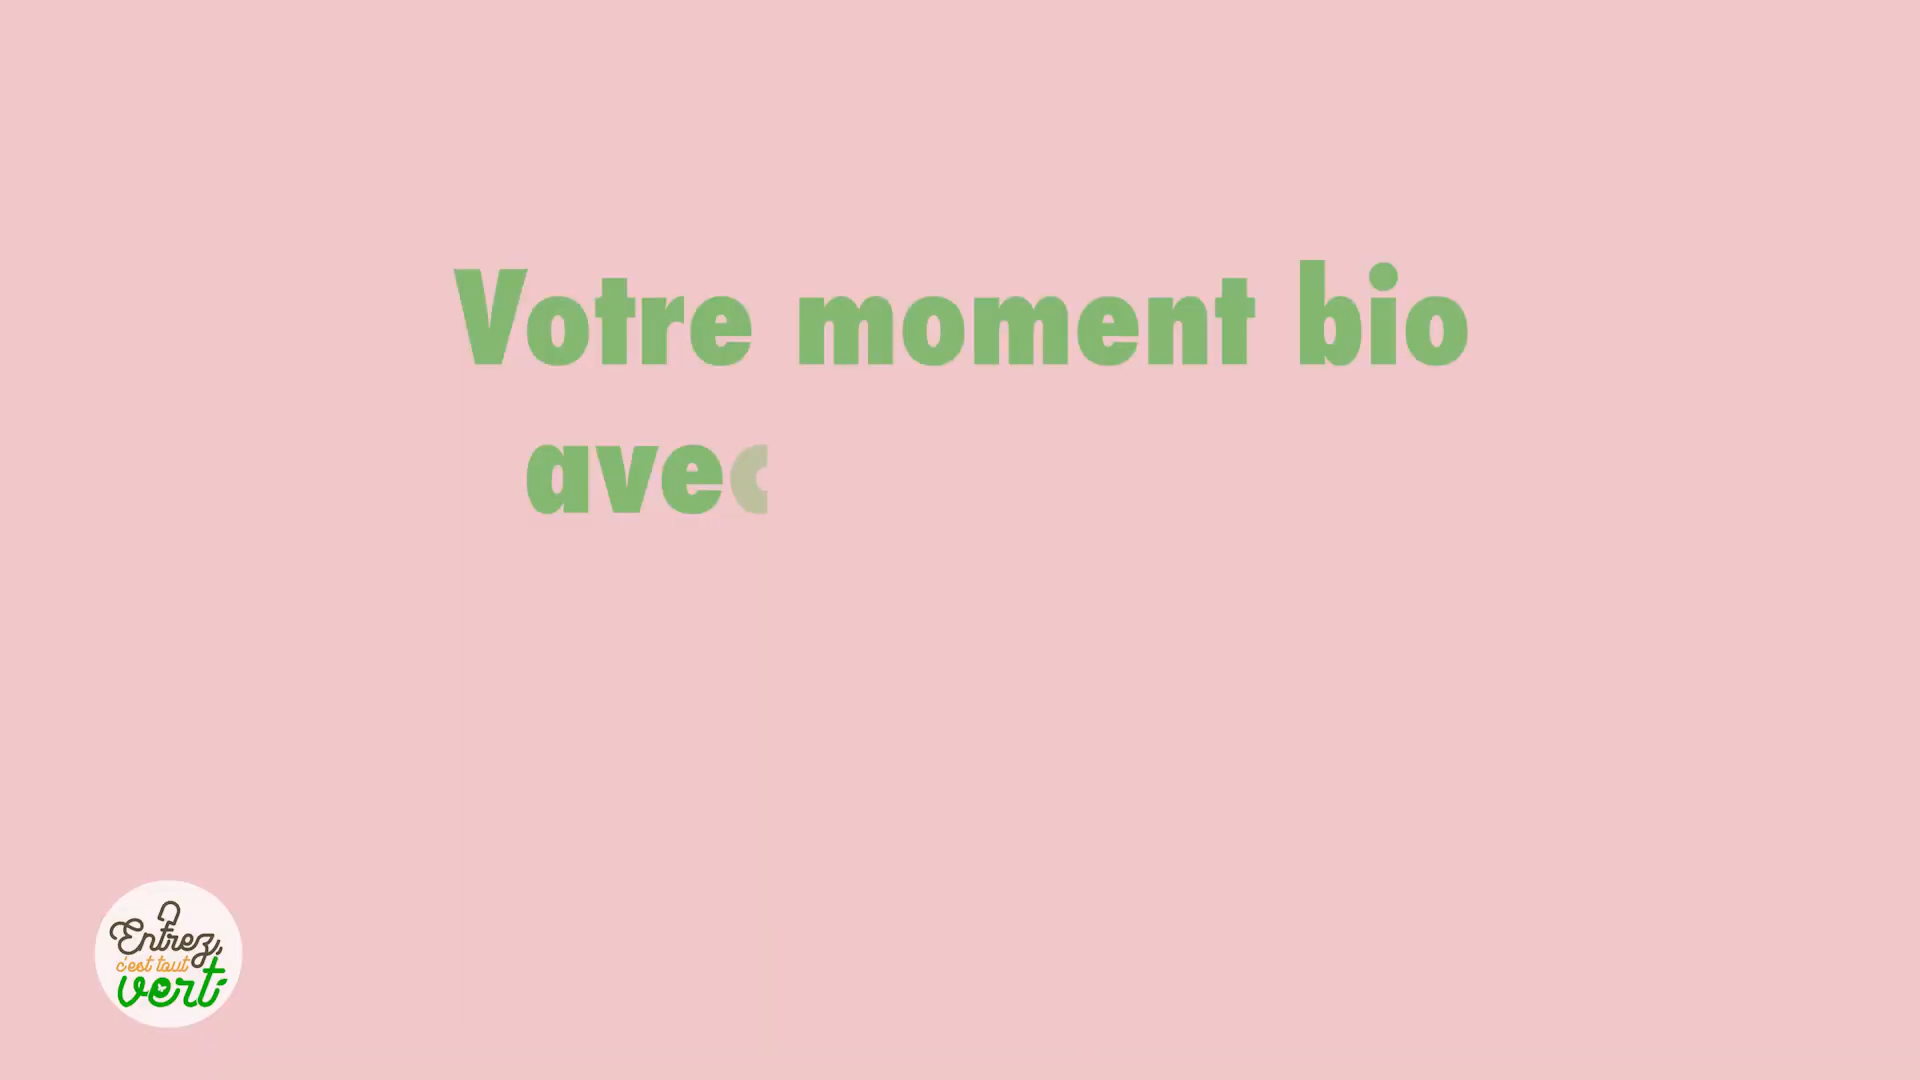 Votre moment bio
avec
Entrez,
c'est tout
vert